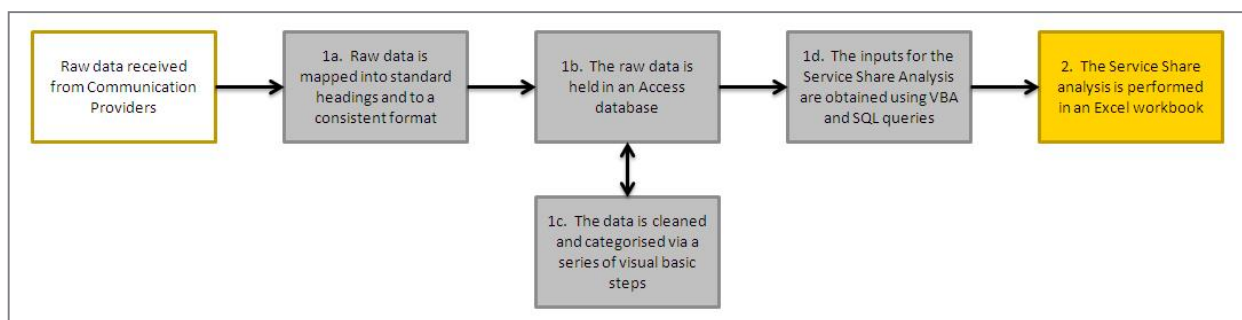 Raw data received
from Communication
Providers
1a. Raw data is
mapped into standard
headings and to a
consistent format
1b. The raw data is
held in an Access
database
1d. The inputs for the
Service Share Analysis
are obtained using VBA
and SQL queries
2. The Service Share
analysis is performed
in an Excel workbook
1c. The data is cleaned
and categorised via a
series of visual basic
steps